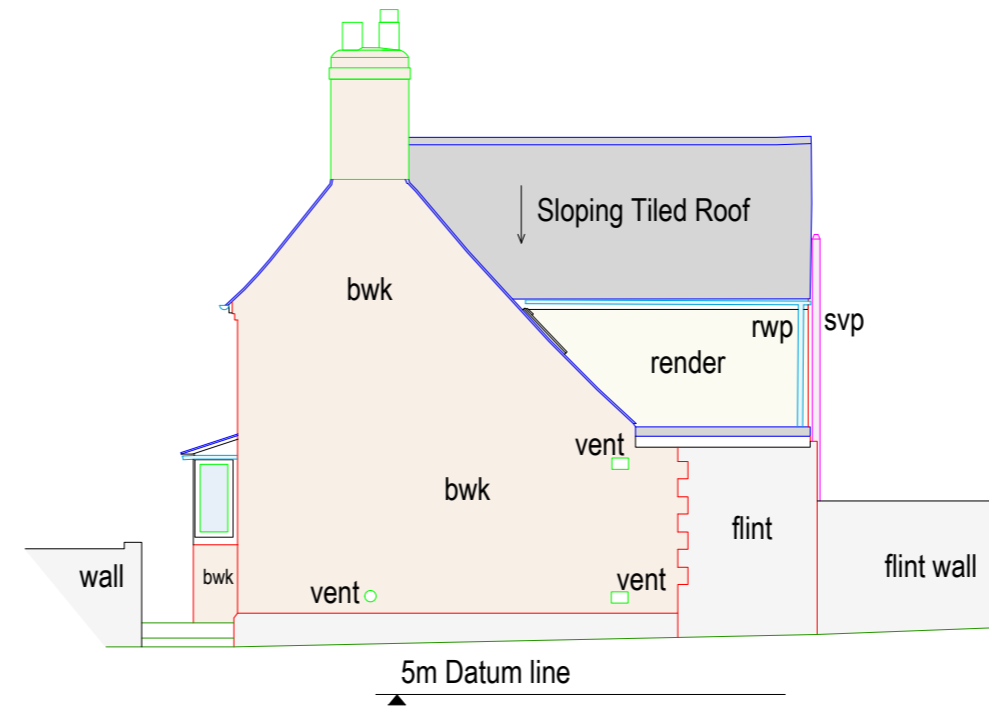 Sloping Tiled Roof
bwk
rwp
svp
render
vent
bwk
flint
wall
bwk
vent
vent
flint wall
5m Datum line